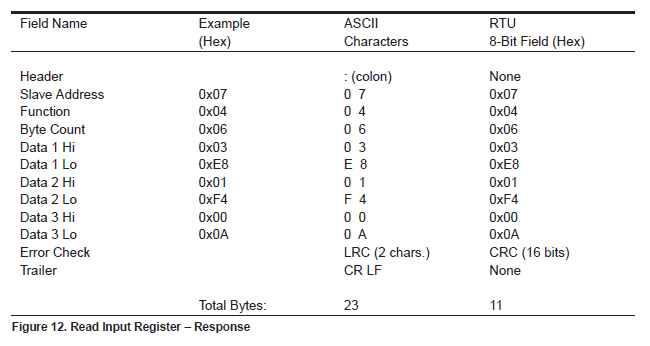 Field Name Example ASCII RTU
(Hex) Characters 8-Bit Field (Hex)
Header : (colon) None
Slave Address 0x07 0 7 0x07
Function 0x04 0 4 0x04
Byte Count 0x06 0 6 0x06
Data 1 Hi 0x03 0 3 0x03
Data 1 Lo 0xE8 E 8 0xE8
Data 2 Hi 0x01 0 1 0x01
Data 2 Lo 0xF4 F 4 0xF4
Data 3 Hi 0x00 0 0 0x00
Data 3 Lo 0x0A 0 A 0x0A
Error Check LRC (2 chars.) CRC (16 bits)
Trailer CR LF None
Total Bytes: 23 11
Figure 12. Read Input Register – Response